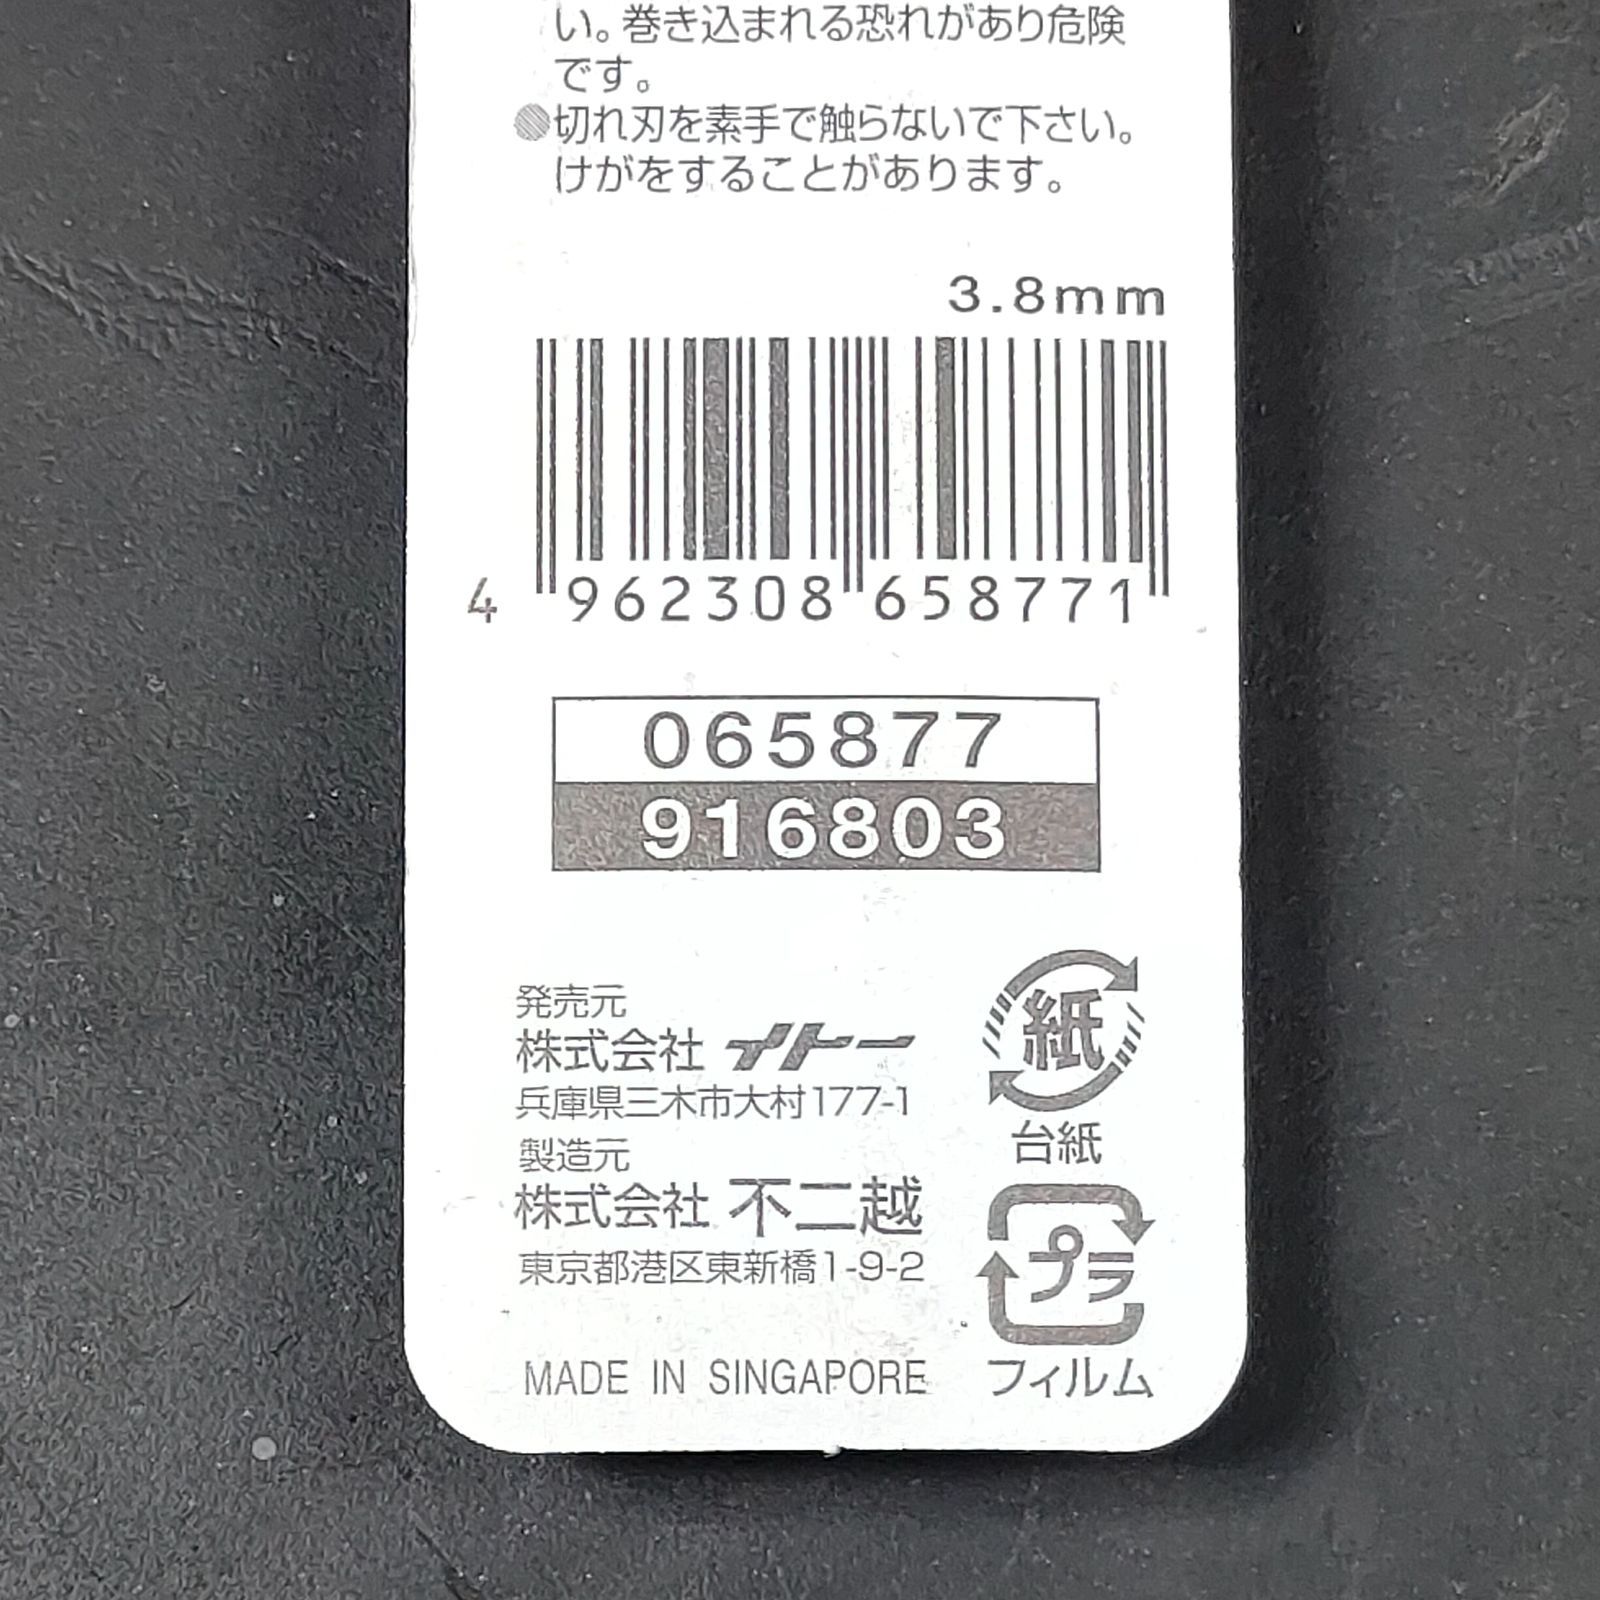 い。巻き込まれる恐れがあり危険
です。
切れ刃を素手で触らないで下さい。
けがをすることがあります。
3.8mm
4 962308 658771
065877
916803
発売元
株式会社 イトー
兵庫県三木市大村177-1
製造元
株式会社 不二越
東京都港区東新橋1-9-2
MADE IN SINGAPORE
紙
台紙
プラ
フィルム